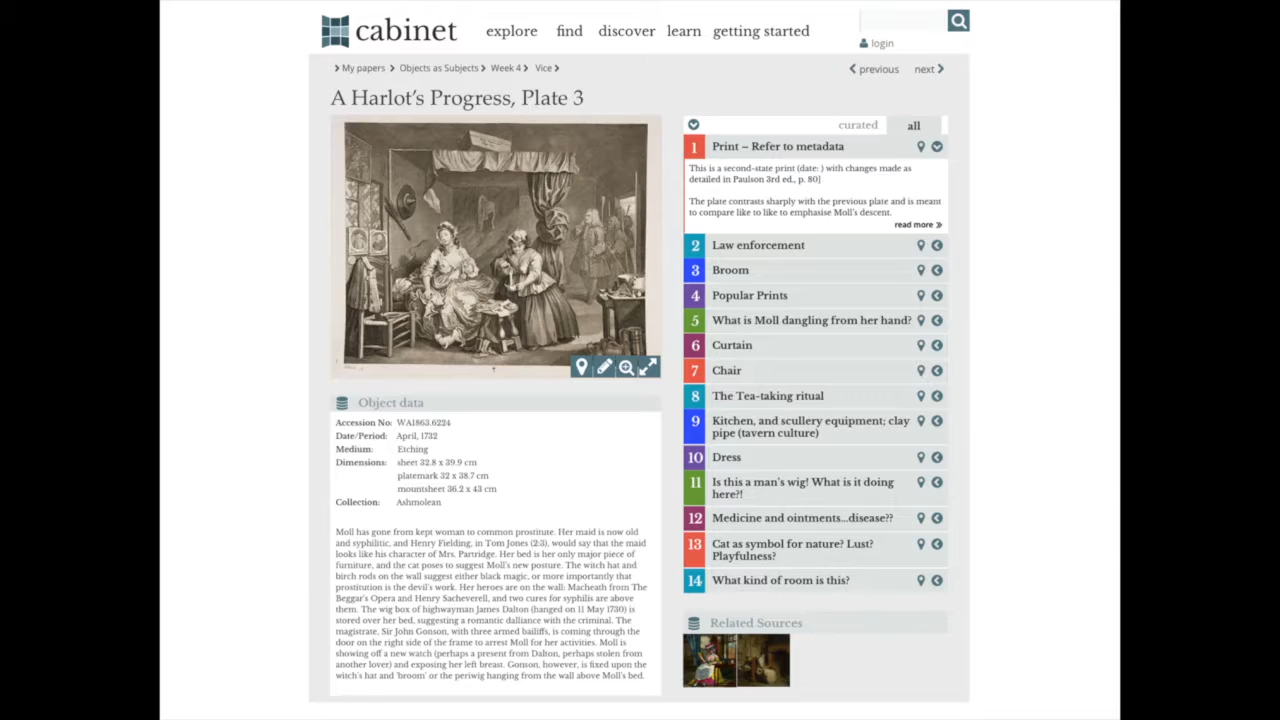 cabinet
explore find discover learn getting started
login
My papers Objects as Subjects Week 4 Vice
previous next
A Harlot's Progress, Plate 3
curated all
1 Print – Refer to metadata
This is a second-state print (date: ) with changes made as
detailed in Paulson 3rd ed., p. 80]
The plate contrasts sharply with the previous plate and is meant
to compare like to like to emphasise Moll's descent.
read more »
2 Law enforcement
3 Broom
4 Popular Prints
5 What is Moll dangling from her hand?
6 Curtain
7 Chair
8 The Tea-taking ritual
9 Kitchen, and scullery equipment; clay
pipe (tavern culture)
10 Dress
11 Is this a man's wig! What is it doing
here?!
12 Medicine and ointments...disease??
13 Cat as symbol for nature? Lust?
Playfulness?
14 What kind of room is this?
Related Sources
Object data
Accession No: WA1863.6224
Date/Period: April, 1732
Medium: Etching
Dimensions: sheet 32.8 x 39.9 cm
platemark 32 x 38.7 cm
mountsheet 36.2 x 43 cm
Collection: Ashmolean
Moll has gone from kept woman to common prostitute. Her maid is now old
and syphilitic, and Henry Fielding, in Tom Jones (2:3), would say that the maid
looks like his character of Mrs. Partridge. Her bed is her only major piece of
furniture, and the cat poses to suggest Moll's new posture. The witch hat and
birch rods on the wall suggest either black magic, or more importantly that
prostitution is the devil's work. Her heroes are on the wall: Macheath from The
Beggar's Opera and Henry Sacheverell, and two cures for syphilis are above
them. The wig box of highwayman James Dalton (hanged on 11 May 1730) is
stored over her bed, suggesting a romantic dalliance with the criminal. The
magistrate, Sir John Gonson, with three armed bailiffs, is coming through the
door on the right side of the frame to arrest Moll for her activities. Moll is
showing off a new watch (perhaps a present from Dalton, perhaps stolen from
another lover) and exposing her left breast. Gonson, however, is fixed upon the
witch's hat and 'broom' or the periwig hanging from the wall above Moll's bed.